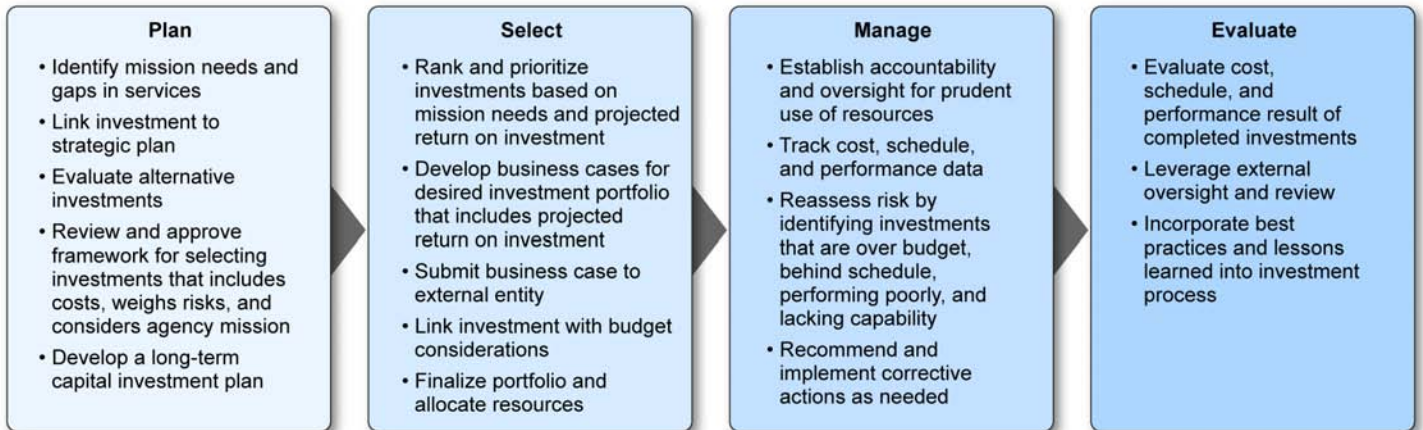 Plan
• Identify mission needs and
gaps in services
• Link investment to
strategic plan
• Evaluate alternative
investments
• Review and approve
framework for selecting
investments that includes
costs, weighs risks, and
considers agency mission
• Develop a long-term
capital investment plan
Select
• Rank and prioritize
investments based on
mission needs and projected
return on investment
• Develop business cases for
desired investment portfolio
that includes projected
return on investment
• Submit business case to
external entity
• Link investment with budget
considerations
• Finalize portfolio and
allocate resources
Manage
• Establish accountability
and oversight for prudent
use of resources
• Track cost, schedule,
and performance data
• Reassess risk by
identifying investments
that are over budget,
behind schedule,
performing poorly, and
lacking capability
• Recommend and
implement corrective
actions as needed
Evaluate
• Evaluate cost,
schedule, and
performance result of
completed investments
• Leverage external
oversight and review
• Incorporate best
practices and lessons
learned into investment
process